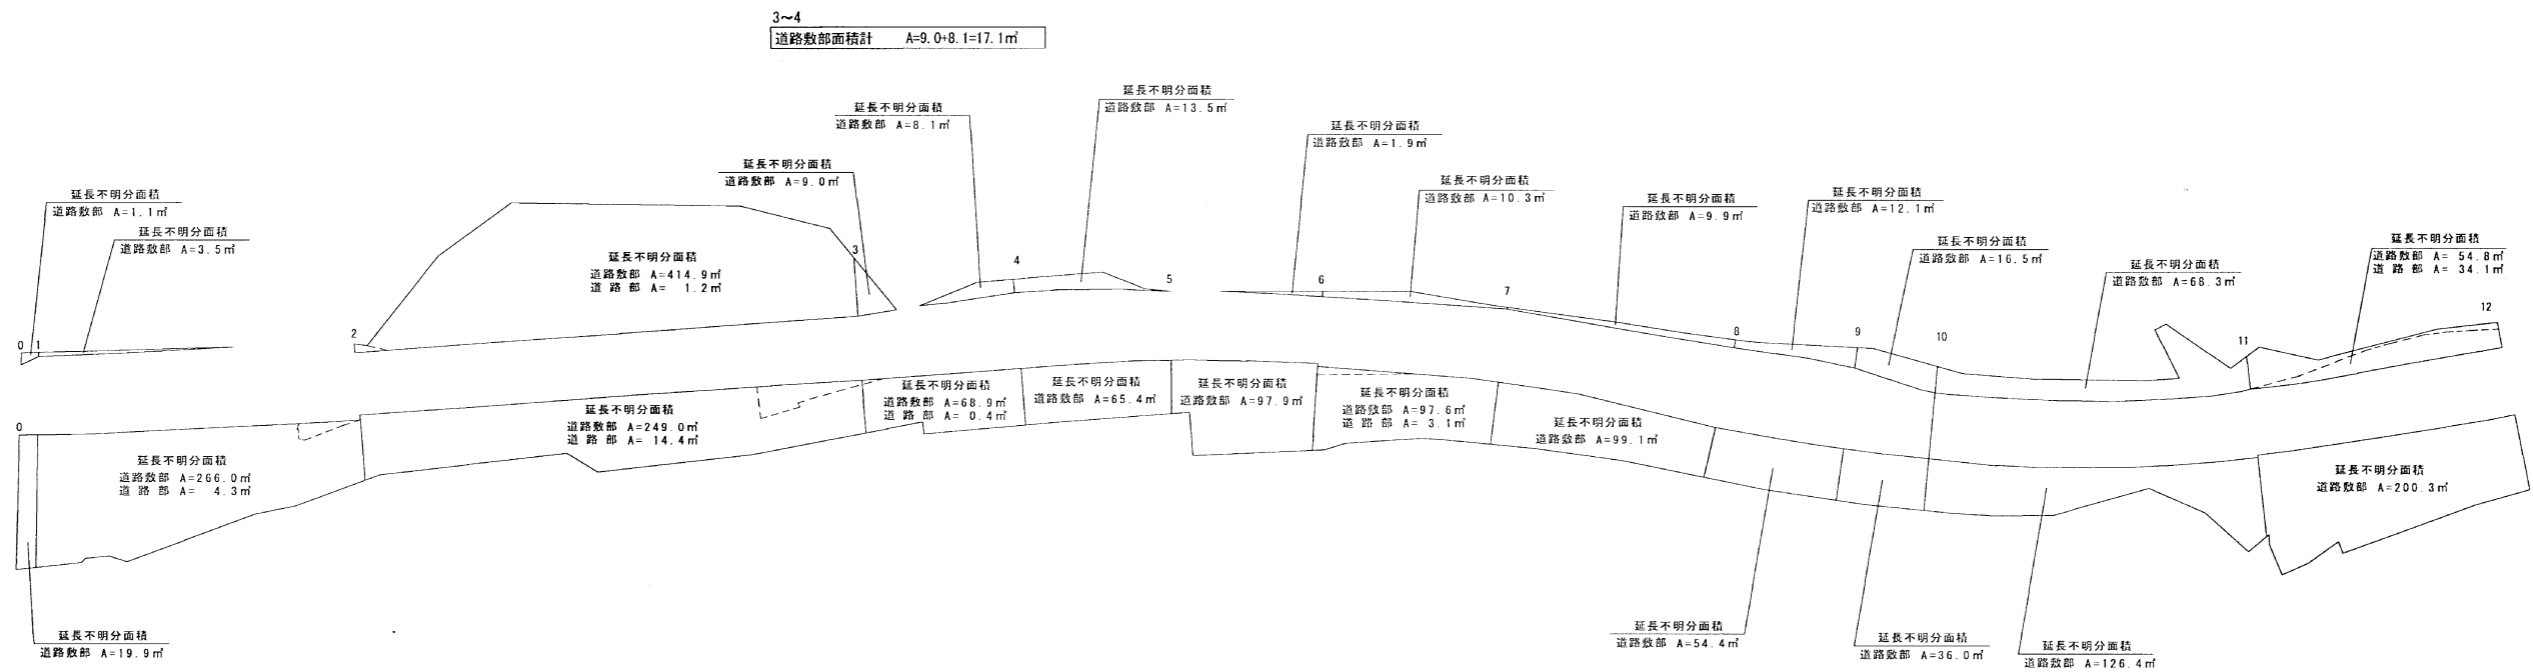 3～4
道路敷部面積計 A=9.0+8.1=17.1㎡
延長不明分面積
道路敷部 A=13.5㎡
延長不明分面積
道路敷部 A=8.1㎡
延長不明分面積
道路敷部 A=1.9㎡
延長不明分面積
道路敷部 A=9.0㎡
延長不明分面積
道路敷部 A=10.3㎡
延長不明分面積
道路敷部 A=1.1㎡
延長不明分面積
道路敷部 A=9.9㎡
延長不明分面積
道路敷部 A=12.1㎡
延長不明分面積
道路敷部 A=3.5㎡
延長不明分面積
道路敷部 A=16.5㎡
延長不明分面積
道路敷部 A= 54.8㎡
道 路 部 A= 34.1㎡
延長不明分面積
道路敷部 A=414.9㎡
道 路 部 A= 1.2㎡
延長不明分面積
道路敷部 A=68.3㎡
0
1
2
3
4
5
6
7
8
9
10
11
12
0
延長不明分面積
道路敷部 A=266.0㎡
道 路 部 A= 4.3㎡
延長不明分面積
道路敷部 A=249.0㎡
道 路 部 A= 14.4㎡
延長不明分面積
道路敷部 A=68.9㎡
道 路 部 A= 0.4㎡
延長不明分面積
道路敷部 A=65.4㎡
延長不明分面積
道路敷部 A=97.9㎡
延長不明分面積
道路敷部 A=97.6㎡
道 路 部 A= 3.1㎡
延長不明分面積
道路敷部 A=99.1㎡
延長不明分面積
道路敷部 A=200.3㎡
延長不明分面積
道路敷部 A=19.9㎡
延長不明分面積
道路敷部 A=54.4㎡
延長不明分面積
道路敷部 A=36.0㎡
延長不明分面積
道路敷部 A=126.4㎡